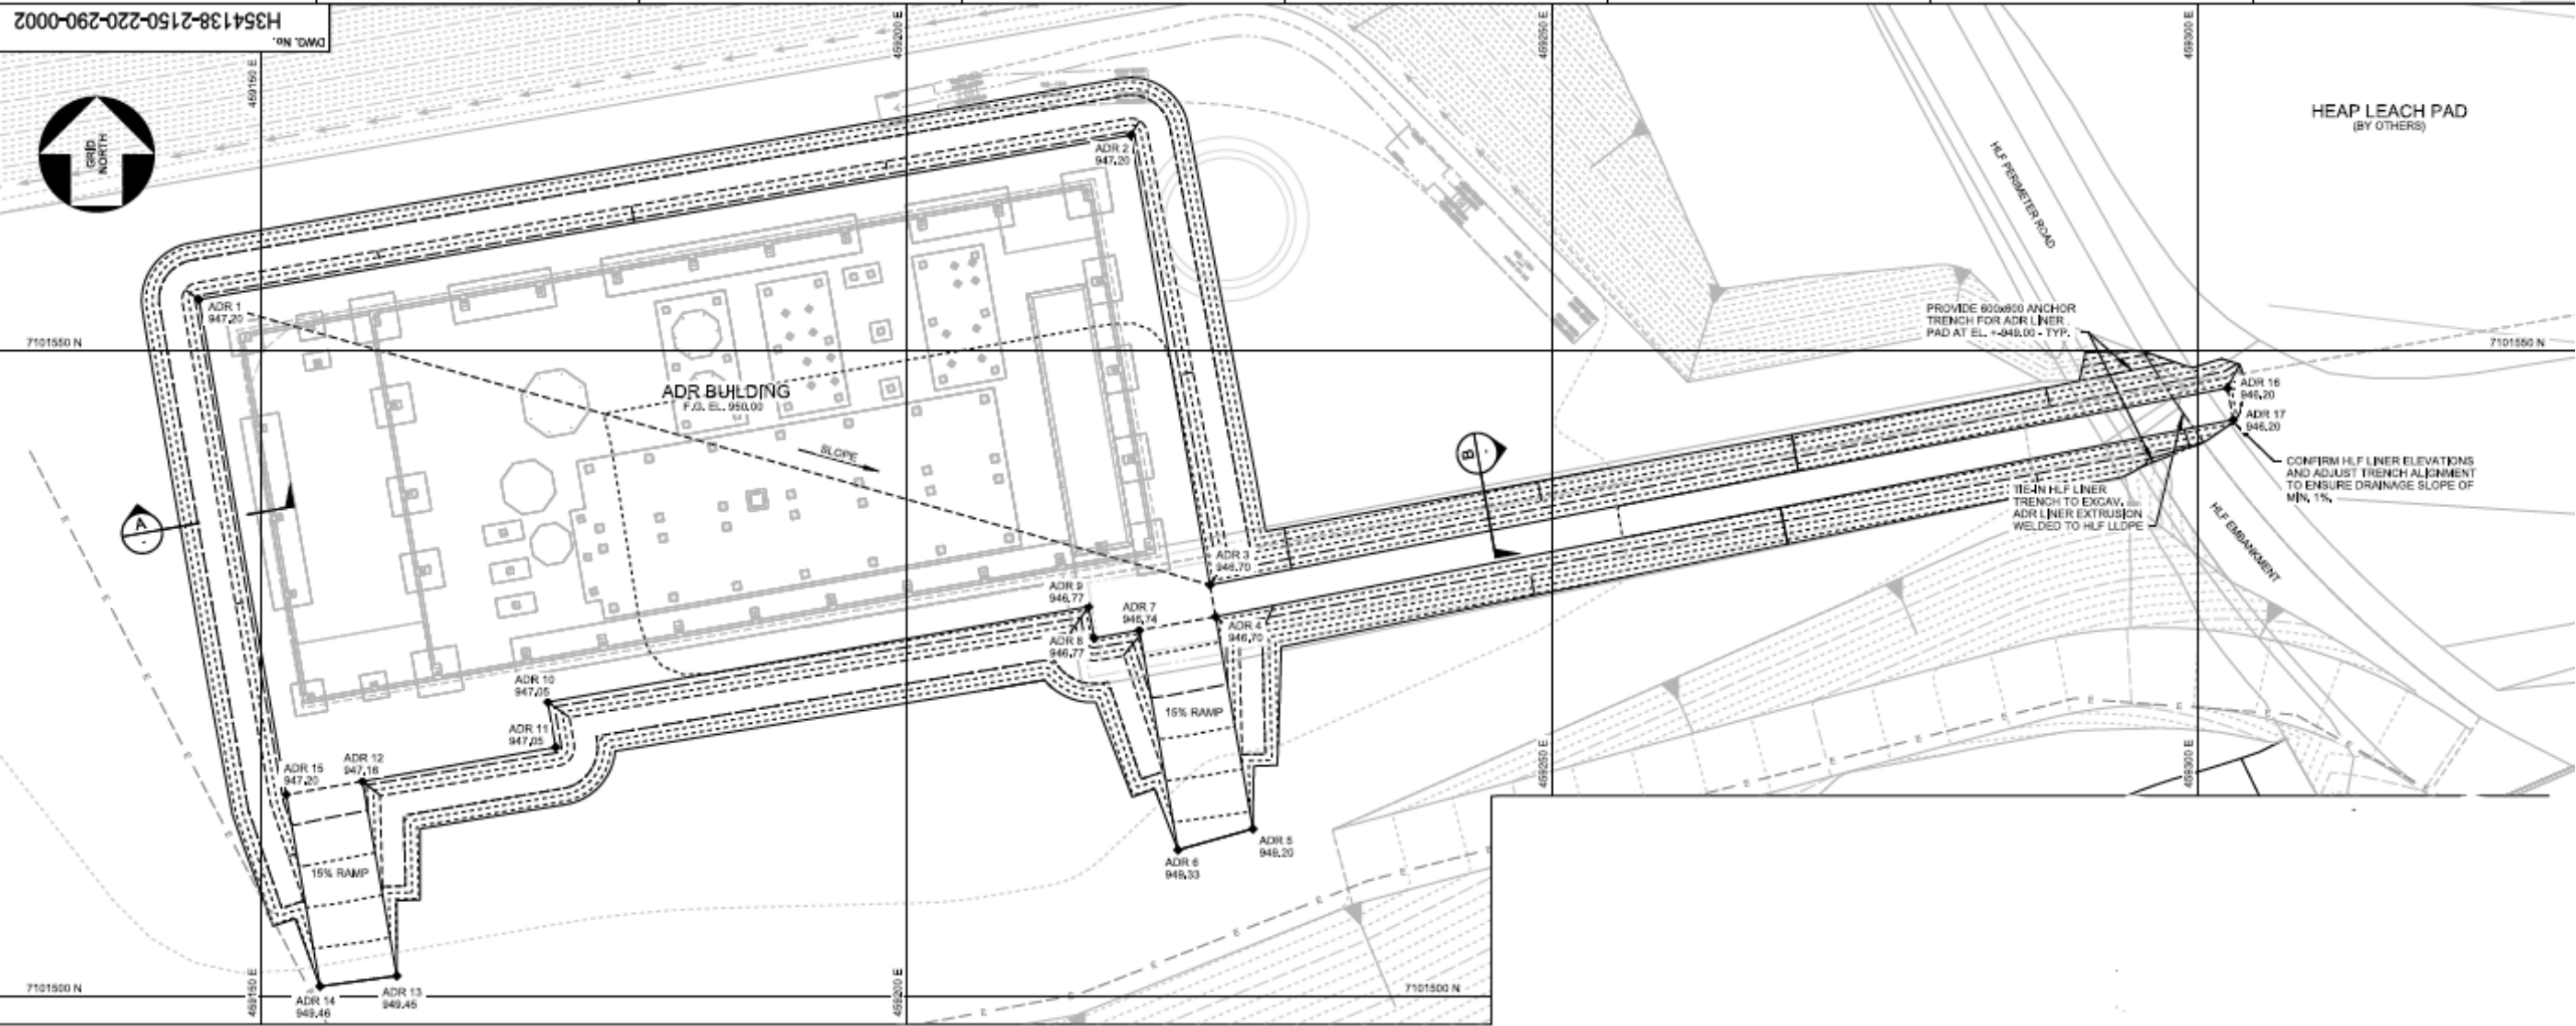 H354138-2150-220-290-0002
DWG. No.
GRID
NORTH
459150 E
459200 E
459250 E
459300 E
HEAP LEACH PAD
(BY OTHERS)
HLF PERIMETER ROAD
ADR 2
947.20
ADR 1
947.20
7101550 N
7101550 N
PROVIDE 600x600 ANCHOR
TRENCH FOR ADR LINER
PAD AT EL. +-949.00 - TYP.
ADR BUILDING
F.G. EL. 950.00
SLOPE
ADR 16
946.20
ADR 17
946.20
B
-
A
-
CONFIRM HLF LINER ELEVATIONS
AND ADJUST TRENCH ALIGNMENT
TO ENSURE DRAINAGE SLOPE OF
MIN. 1%.
TIE-IN HLF LINER
TRENCH TO EXCAV.
ADR LINER EXTRUSION
WELDED TO HLF LLDPE
HLF EMBANKMENT
ADR 3
946.70
ADR 9
946.77
ADR 7
946.74
ADR 4
946.70
ADR 8
946.77
ADR 10
947.05
ADR 11
947.05
15% RAMP
ADR 12
947.16
ADR 15
947.20
15% RAMP
ADR 5
949.20
ADR 6
949.33
ADR 13
949.45
ADR 14
949.46
7101500 N
7101500 N
459150 E
459200 E
459250 E
459300 E
E
E
E
E
E
E
E
E
E
E
E
E